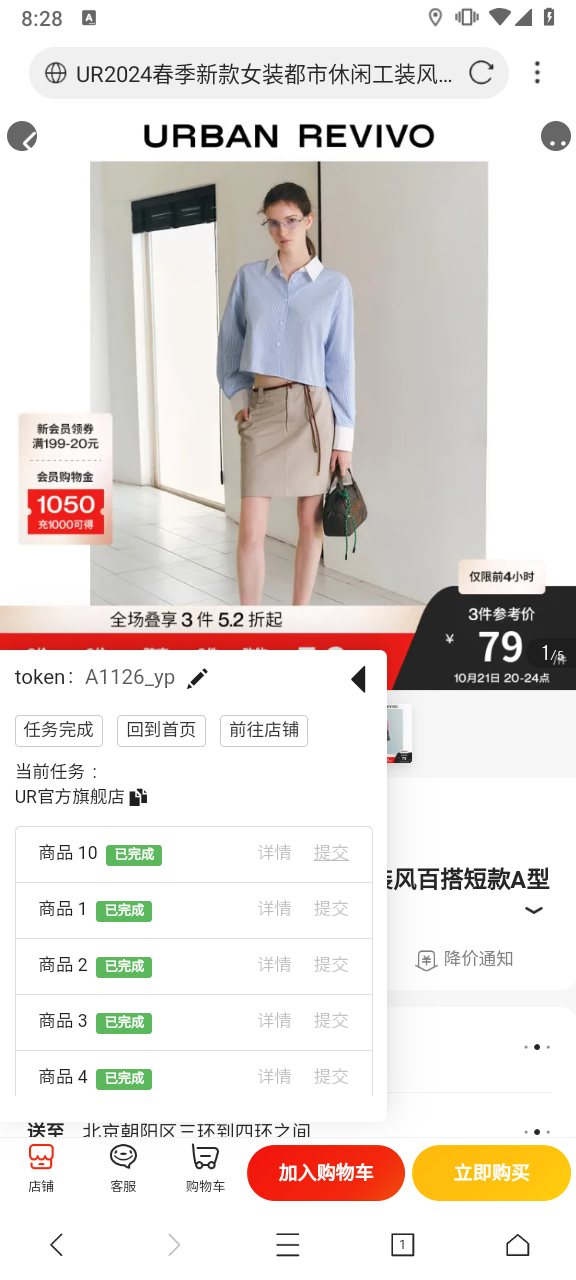 8:28
A
UR2024春季新款女装都市休闲工装风...
URBAN REVIVO
新会员领券
满199-20元
会员购物金
1050
充1000可得
仅限前4小时
全场叠享 3 件 5.2 折起
3件参考价
¥ 79
1/5
10月21日 20-24点
token： A1126_yp
任务完成
回到首页
前往店铺
当前任务 :
UR官方旗舰店
商品 10 已完成 详情 提交
商品 1 已完成 详情 提交
商品 2 已完成 详情 提交
商品 3 已完成 详情 提交
商品 4 已完成 详情 提交
风百搭短款A型
降价通知
送至 北京朝阳区三环到四环之间
店铺
客服
购物车
加入购物车
立即购买
1